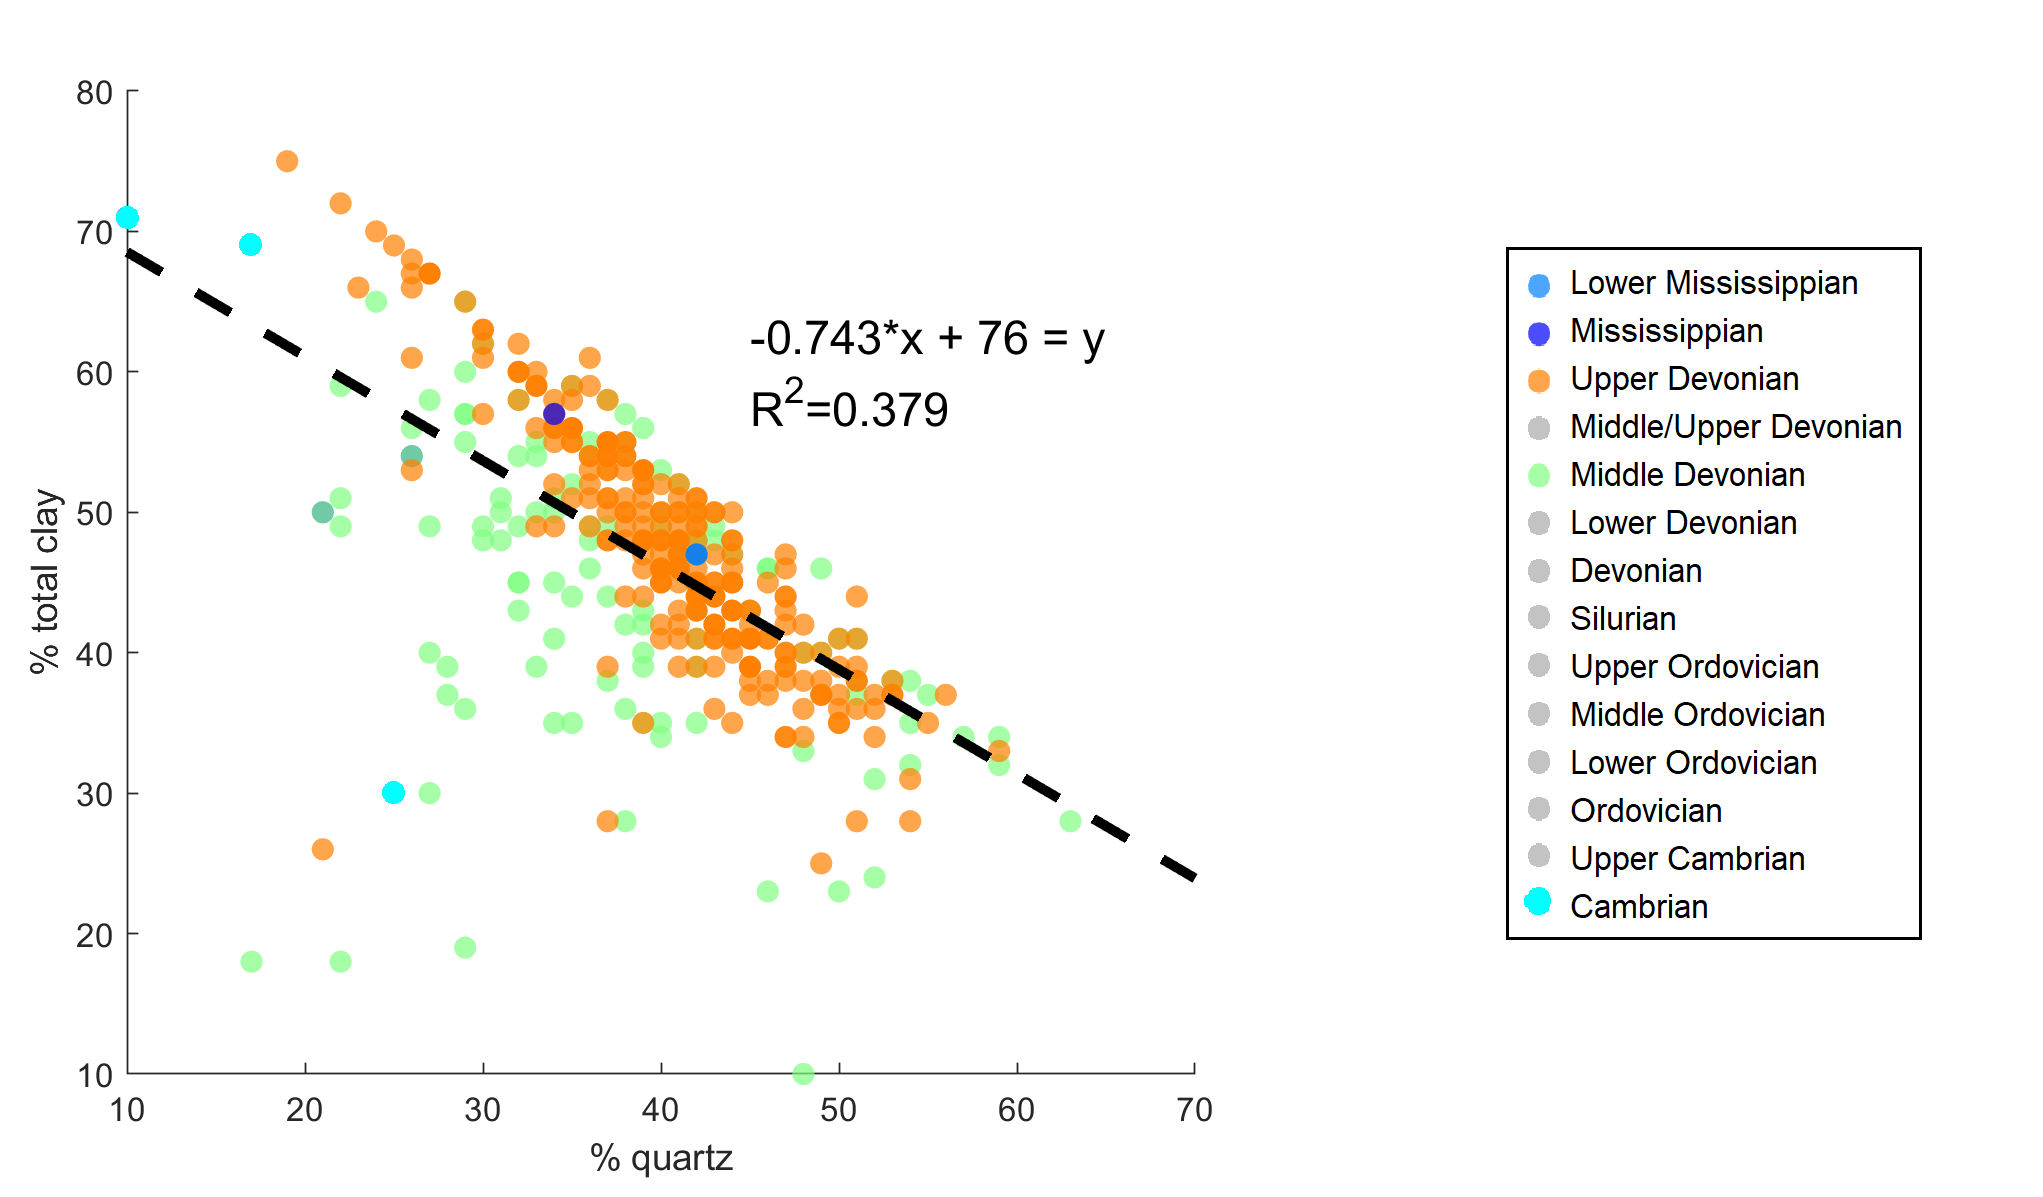 80
70
60
50
40
30
20
10
% total clay
10 20 30 40 50 60 70
% quartz
-0.743*x + 76 = y
R²=0.379
Lower Mississippian
Mississippian
Upper Devonian
Middle/Upper Devonian
Middle Devonian
Lower Devonian
Devonian
Silurian
Upper Ordovician
Middle Ordovician
Lower Ordovician
Ordovician
Upper Cambrian
Cambrian